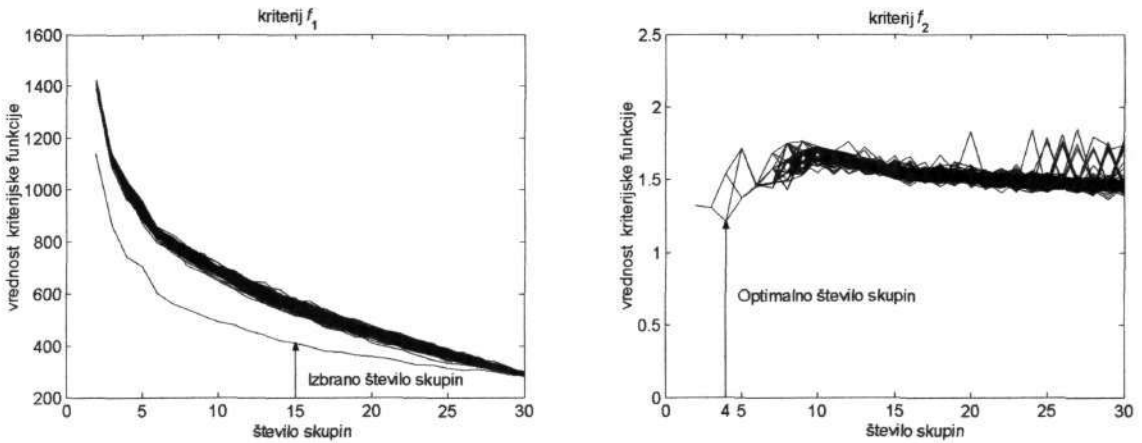 kriterij f1
1600
1400
1200
1000
800
600
400
200
vrednost kriterijske funkcije
Izbrano število skupin
0 5 10 15 20 25 30
število skupin
kriterij f2
2.5
2
1.5
1
0.5
0
vrednost kriterijske funkcije
Optimalno število skupin
0 4 5 10 15 20 25 30
število skupin